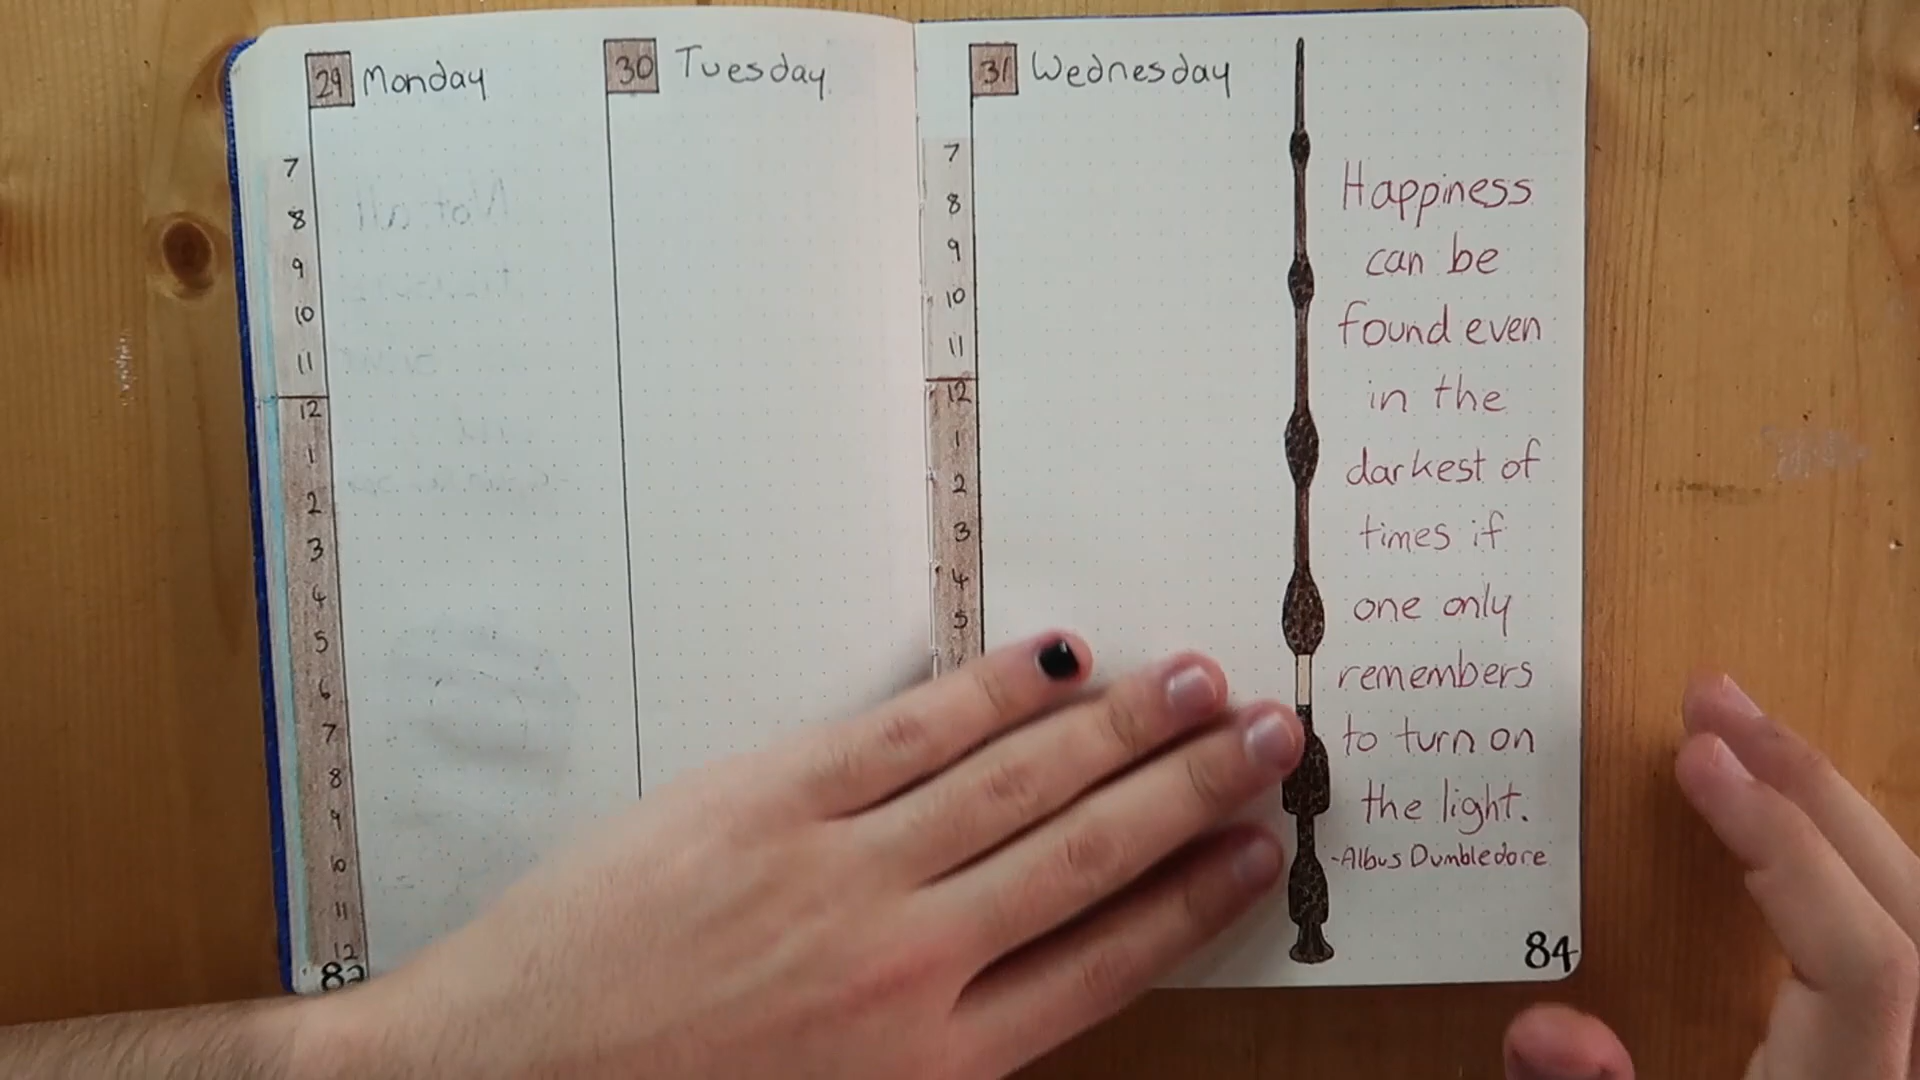 29 Monday
7
8
9
10
11
12
1
2
3
4
5
6
7
8
9
10
11
12
30 Tuesday
31 Wednesday
7
8
9
10
11
12
1
2
3
4
5
Happiness
can be
found even
in the
darkest of
times if
one only
remembers
to turn on
the light.
-Albus Dumbledore
84